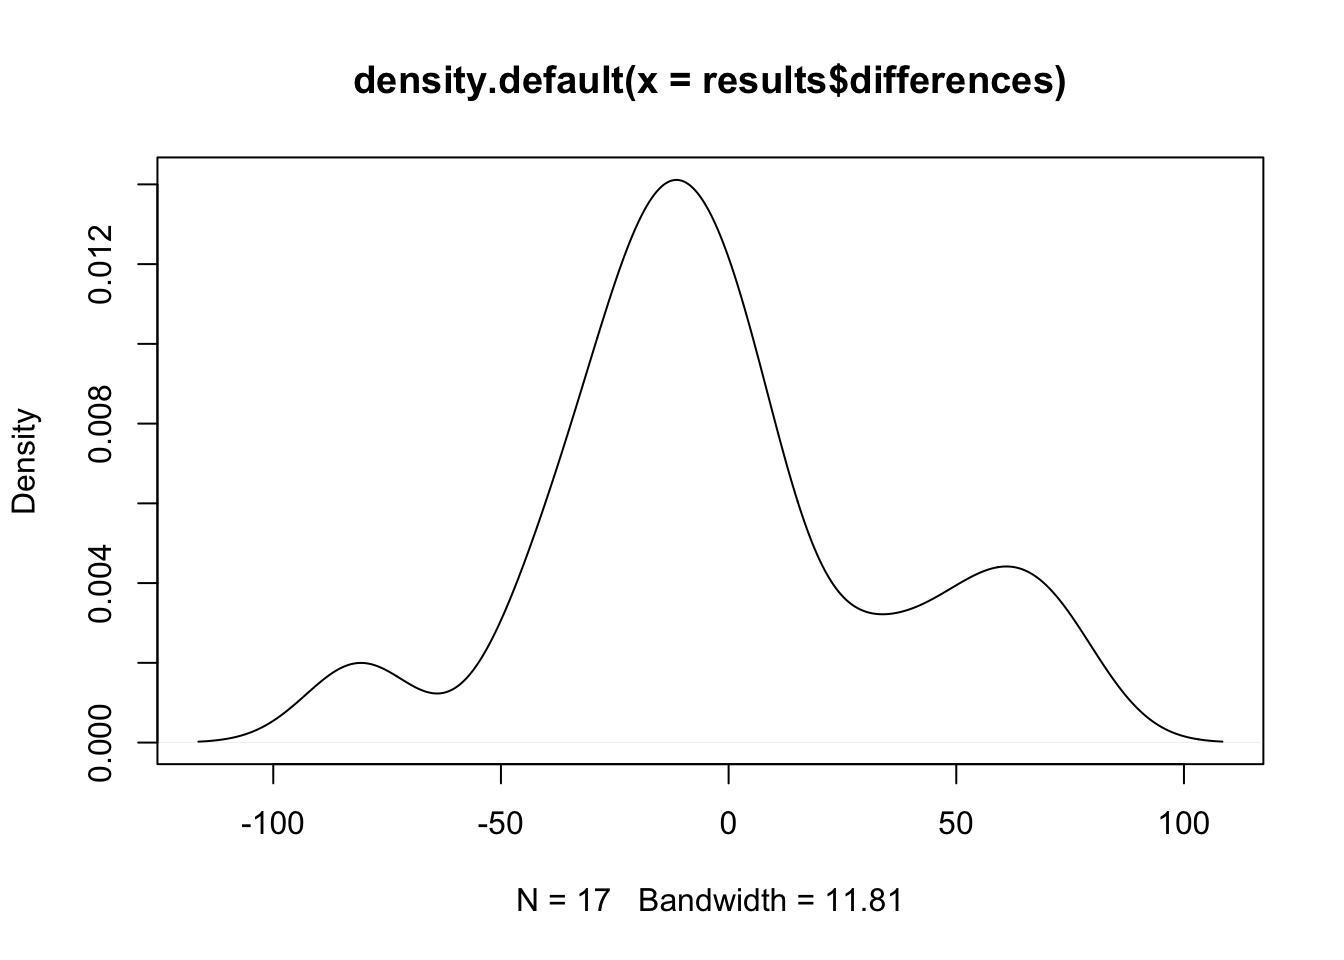 density.default(x = results$differences)
Density
0.012
0.008
0.004
0.000
-100 -50 0 50 100
N = 17 Bandwidth = 11.81